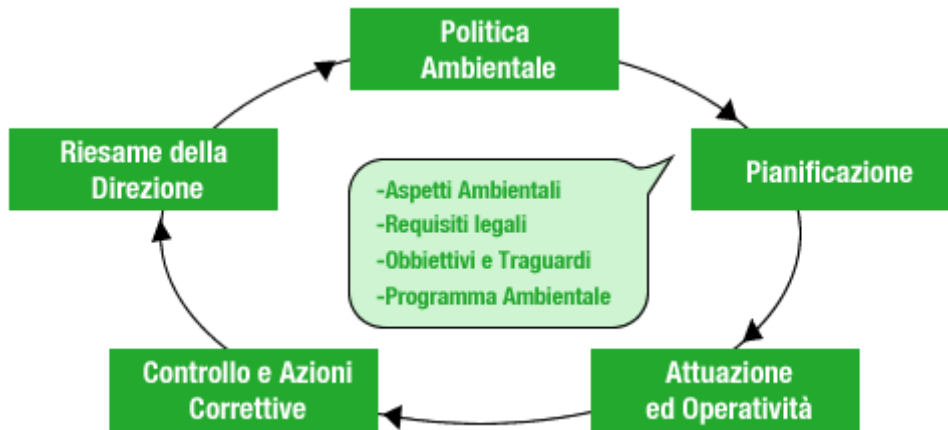 Politica
Ambientale
Riesame della
Direzione
Pianificazione
-Aspetti Ambientali
-Requisiti legali
-Obbiettivi e Traguardi
-Programma Ambientale
Controllo e Azioni
Correttive
Attuazione
ed Operatività